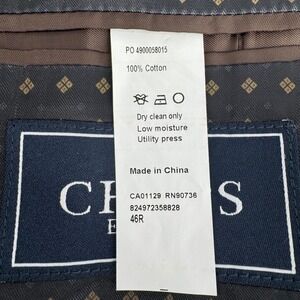 PO 4900058015
100% Cotton
Dry clean only
Low moisture
Utility press
Made in China
CA01129 RN90736
824972358828
46R